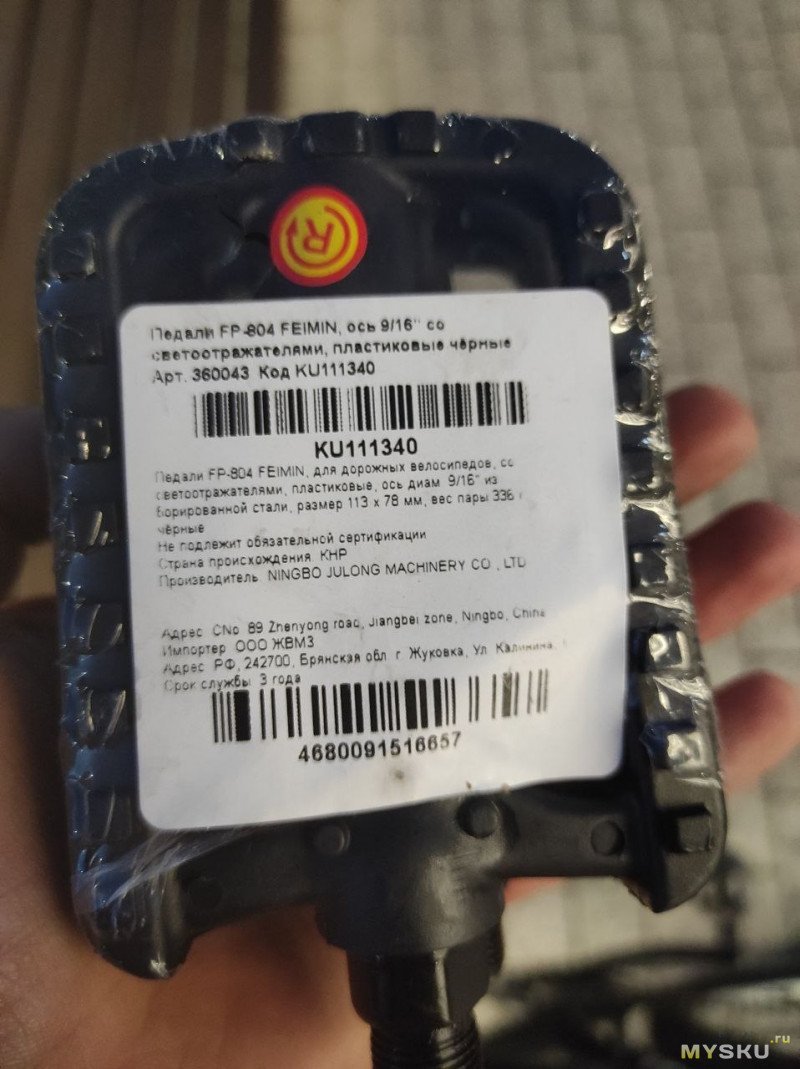 R
Педали FP-804 FEIMIN, ось 9/16'' со
светоотражателями, пластиковые чёрные
Арт. 360043 Код KU111340
KU111340
Педали FP-804 FEIMIN, для дорожных велосипедов, со
светоотражателями, пластиковые, ось диам 9/16'' из
борированной стали, размер 113 x 78 мм, вес пары 336 г
чёрные
Не подлежит обязательной сертификации
Страна происхождения КНР
Производитель NINGBO JULONG MACHINERY CO , LTD
Адрес CNo 89 Zhenyong road, Jiangbei zone, Ningbo, China
Импортер ООО ЖВМЗ
Адрес РФ, 242700, Брянская обл г Жуковка, Ул Калинина,
Срок службы 3 года
4680091516657
MYSKU.ru